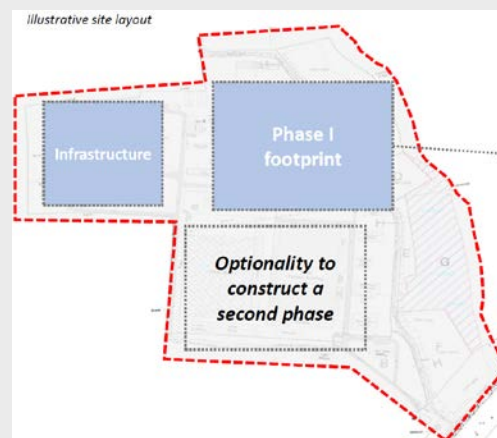 Illustrative site layout
Infrastructure
Phase I
footprint
Optionality to
construct a
second phase
G